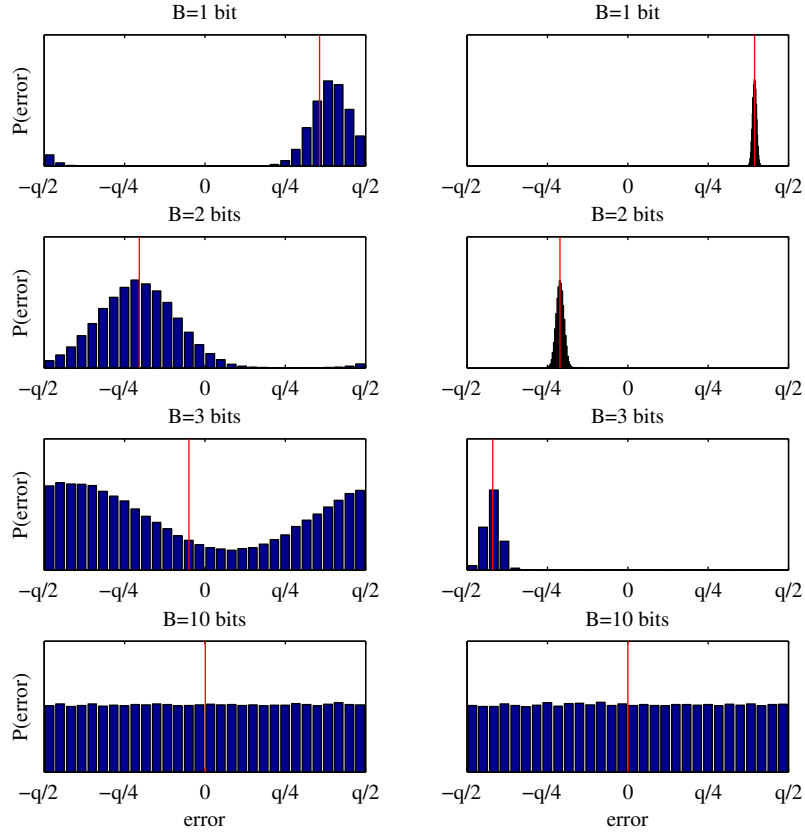 B=1 bit
B=1 bit
P(error)
−q/2 −q/4 0 q/4 q/2
−q/2 −q/4 0 q/4 q/2
B=2 bits
B=2 bits
P(error)
−q/2 −q/4 0 q/4 q/2
−q/2 −q/4 0 q/4 q/2
B=3 bits
B=3 bits
P(error)
−q/2 −q/4 0 q/4 q/2
−q/2 −q/4 0 q/4 q/2
B=10 bits
B=10 bits
P(error)
−q/2 −q/4 0 q/4 q/2
−q/2 −q/4 0 q/4 q/2
error
error